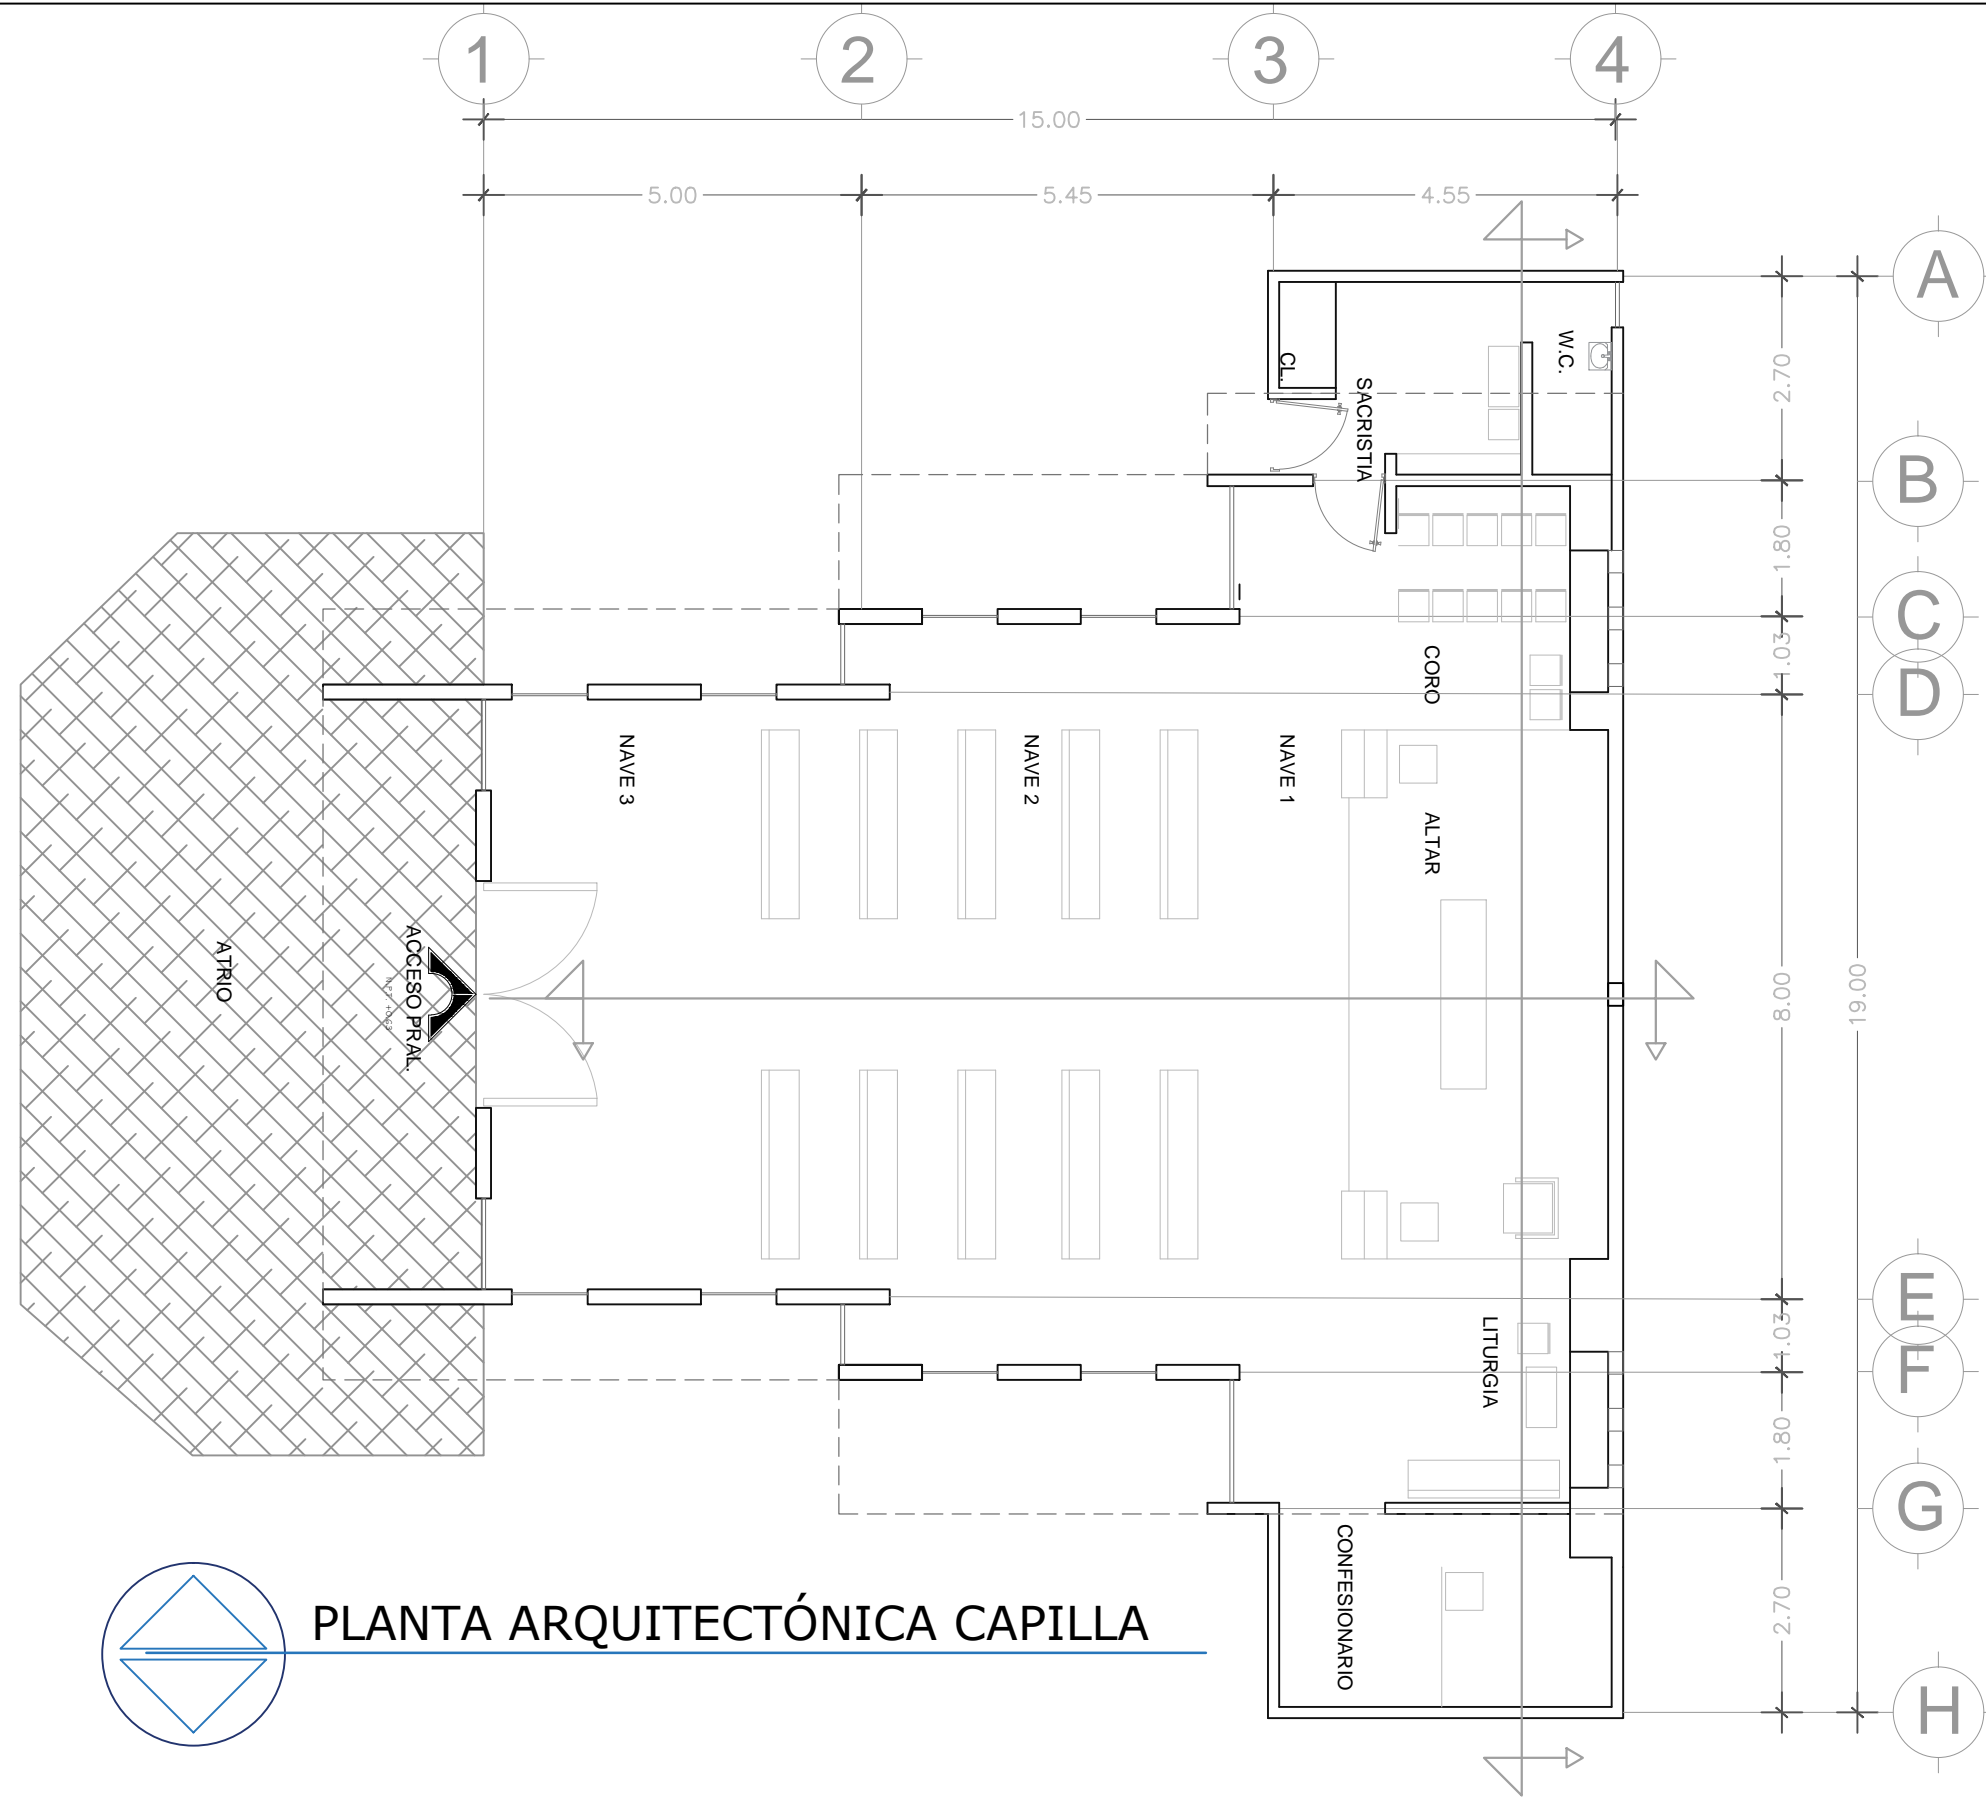 1
2
3
4
15.00
5.00
5.45
4.55
A
B
C
D
E
F
G
H
2.70
1.80
1.03
8.00
1.03
1.80
2.70
19.00
W.C.
CL.
SACRISTIA
CORO
NAVE 3
NAVE 2
NAVE 1
ALTAR
ATRIO
ACCESO PRAL.
N.P.T. +0.63
LITURGIA
CONFESIONARIO
PLANTA ARQUITECTÓNICA CAPILLA